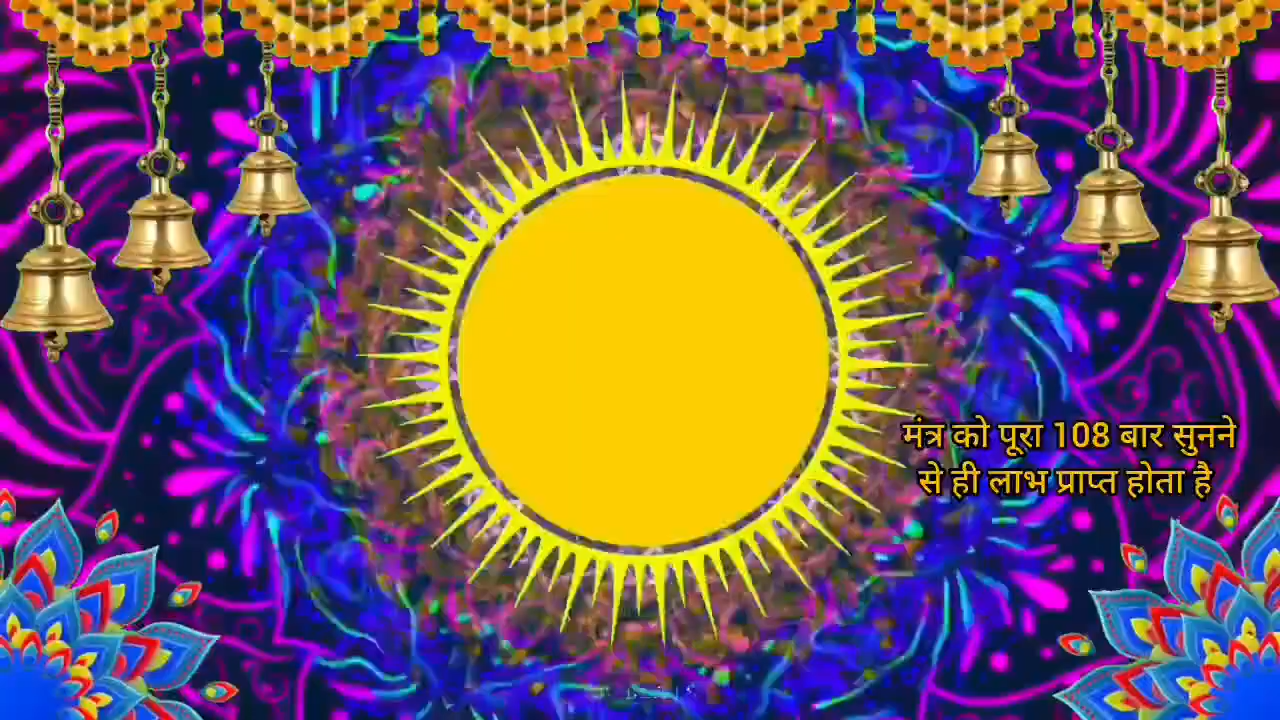 मंत्र को पूरा 108 बार सुनने
से ही लाभ प्राप्त होता है